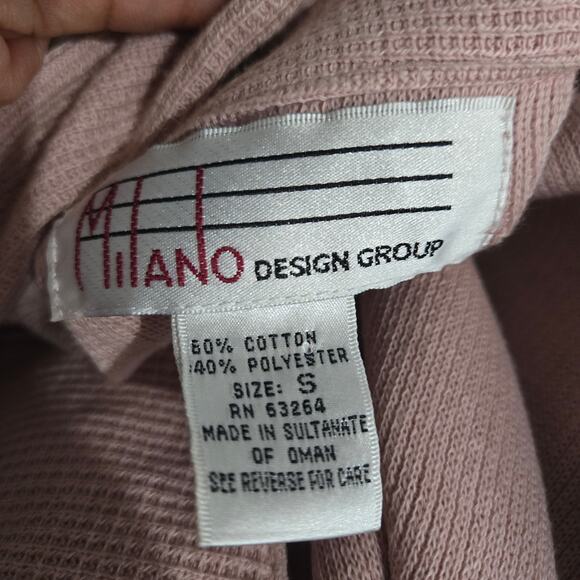 MilANO DESIGN GROUP
60% COTTON
40% POLYESTER
SIZE: S
RN 63264
MADE IN SULTANATE
OF OMAN
SEE REVERSE FOR CARE